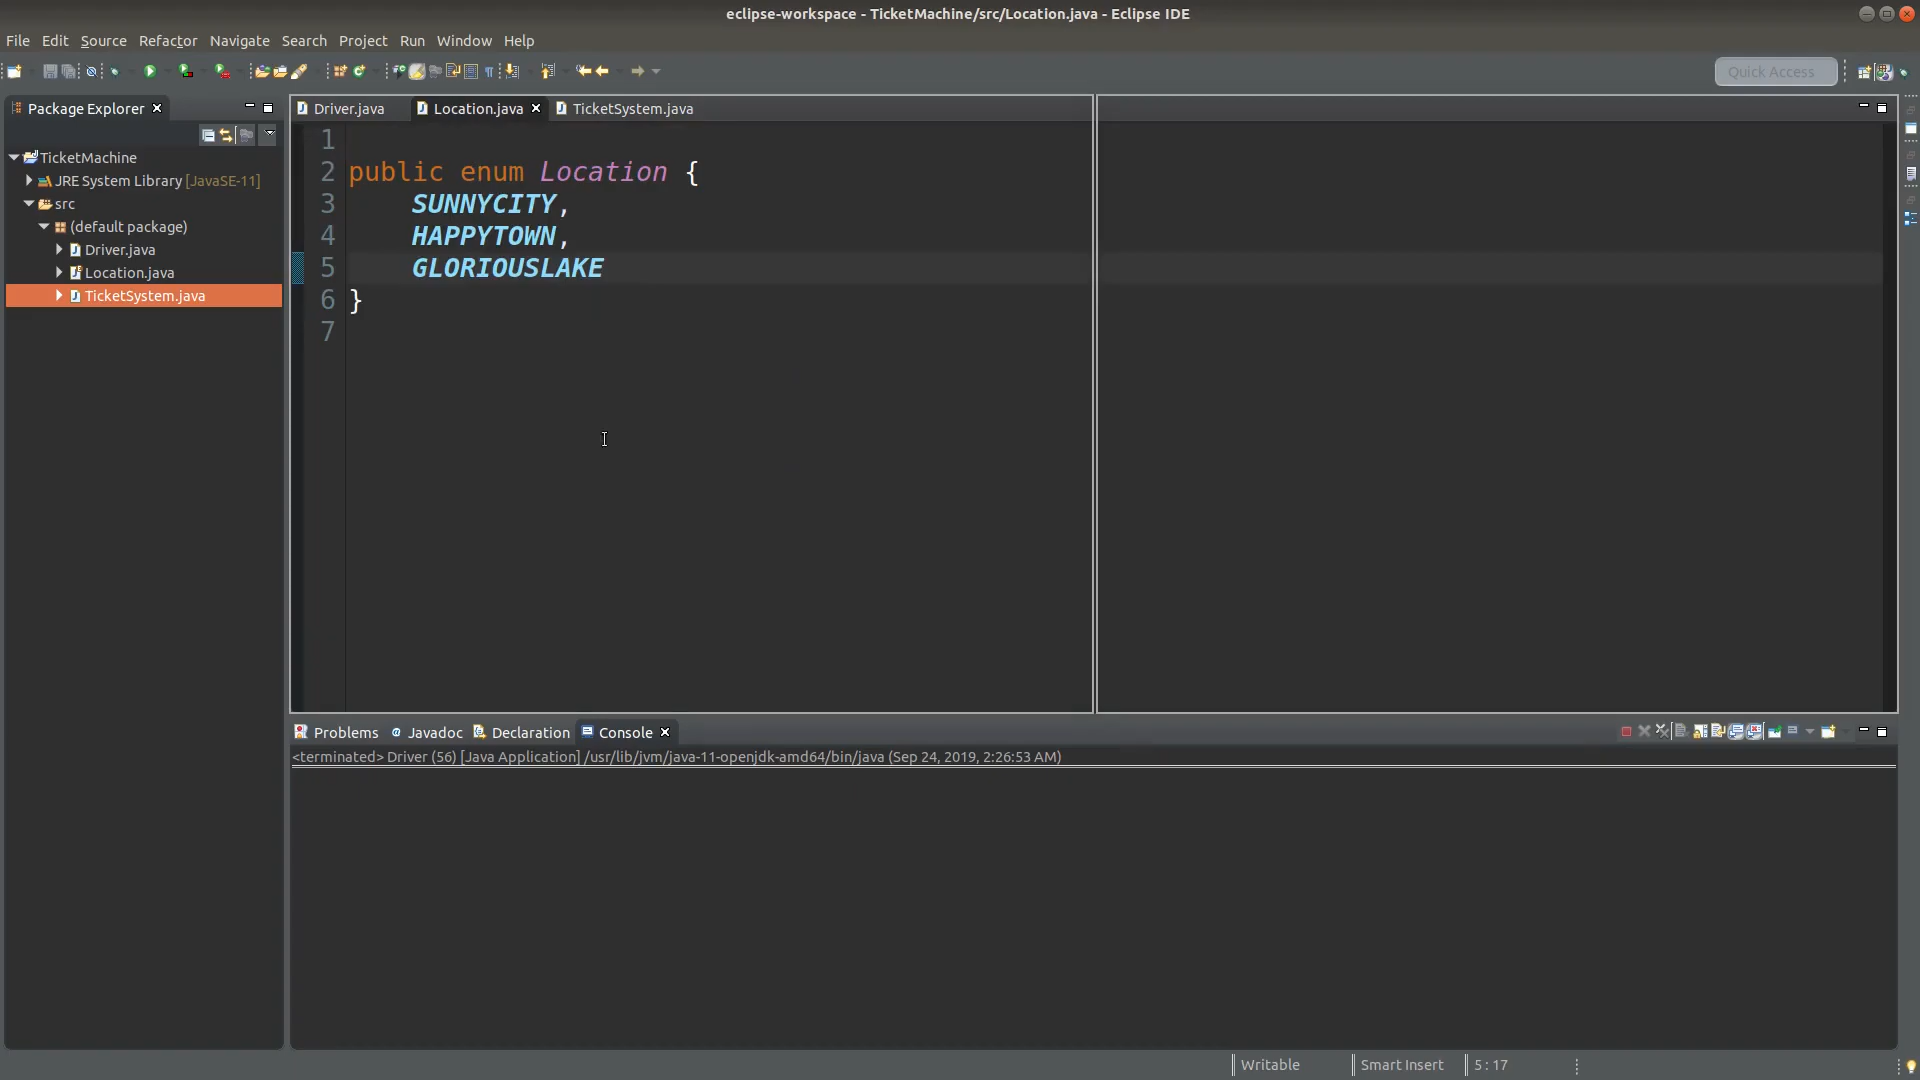 eclipse-workspace - TicketMachine/src/Location.java - Eclipse IDE
File Edit Source Refactor Navigate Search Project Run Window Help
Quick Access
Package Explorer
Driver.java Location.java TicketSystem.java
TicketMachine
JRE System Library [JavaSE-11]
src
(default package)
Driver.java
Location.java
TicketSystem.java
1
2 public enum Location {
3 SUNNYCITY,
4 HAPPYTOWN,
5 GLORIOUSLAKE
6 }
7
Problems Javadoc Declaration Console
<terminated> Driver (56) [Java Application] /usr/lib/jvm/java-11-openjdk-amd64/bin/java (Sep 24, 2019, 2:26:53 AM)
Writable Smart Insert 5 : 17